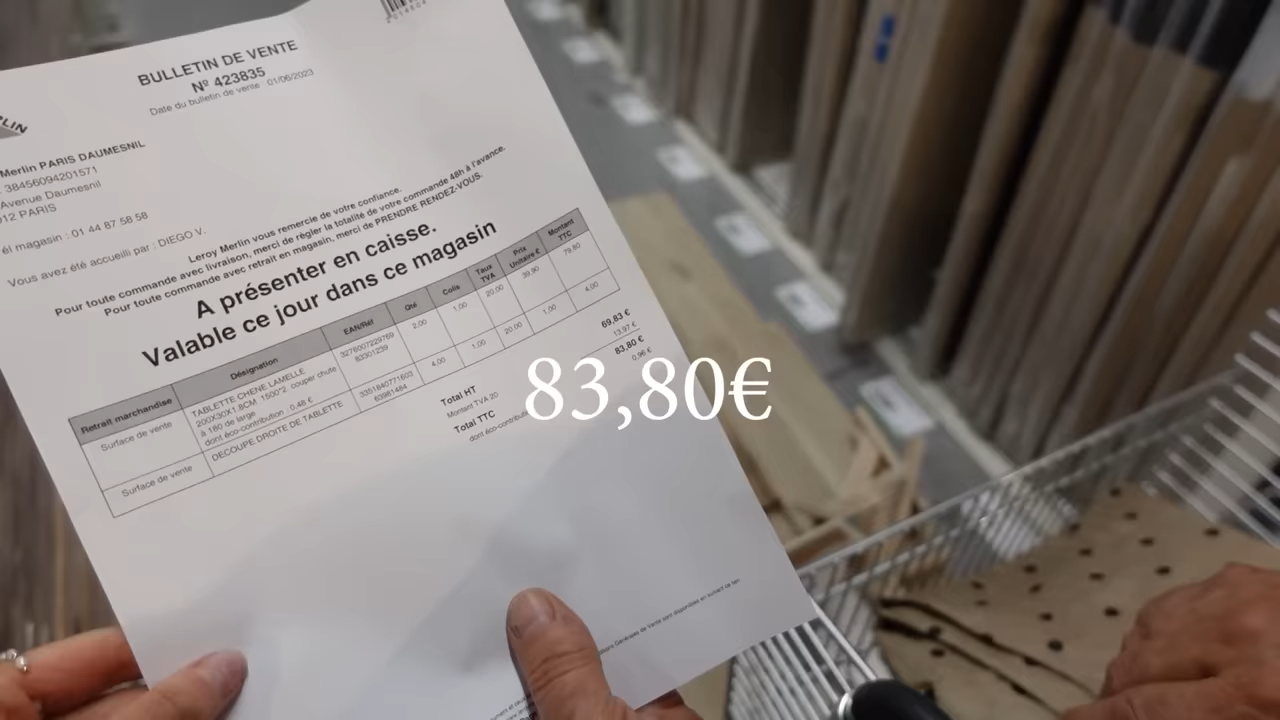 BULLETIN DE VENTE
Nº 423835
Date du bulletin de vente : 01/06/2023
RLIN
Merlin PARIS DAUMESNIL
38456094201571
Avenue Daumesnil
012 PARIS
él magasin : 01 44 87 58 58
Vous avez été accueilli par : DIEGO V.
Leroy Merlin vous remercie de votre confiance.
Pour toute commande avec livraison, merci de régler la totalité de votre commande 48h à l'avance.
Pour toute commande avec retrait en magasin, merci de PRENDRE RENDEZ-VOUS.
A présenter en caisse.
Valable ce jour dans ce magasin
Retrait marchandise Désignation EAN/Réf Qté Colis Taux TVA Prix Unitaire € Montant TTC
Surface de vente TABLETTE CHENE LAMELLE 3276007229769 2,00 1,00 20,00 39,90 79,80
200X30X1,8CM 1500*2 couper chute 83301239
à 180 de large
dont éco-contribution : 0.48 €
Surface de vente DECOUPE DROITE DE TABLETTE 3351840771603 4,00 1,00 20,00 1,00 4,00
63981484
Total HT 69,83 €
Montant TVA 20 13,97 €
Total TTC 83,80 €
dont éco-contribut 0,96 €
83,80€